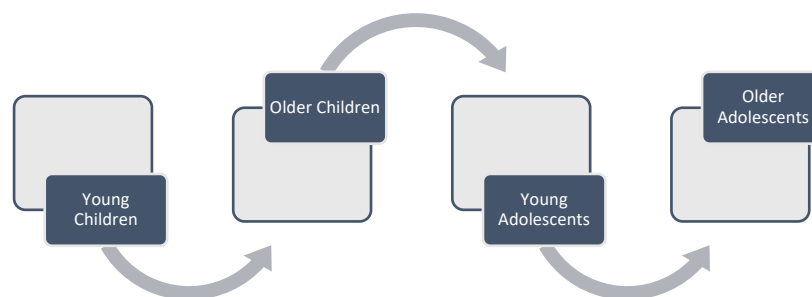 Young
Children
Older Children
Young
Adolescents
Older
Adolescents